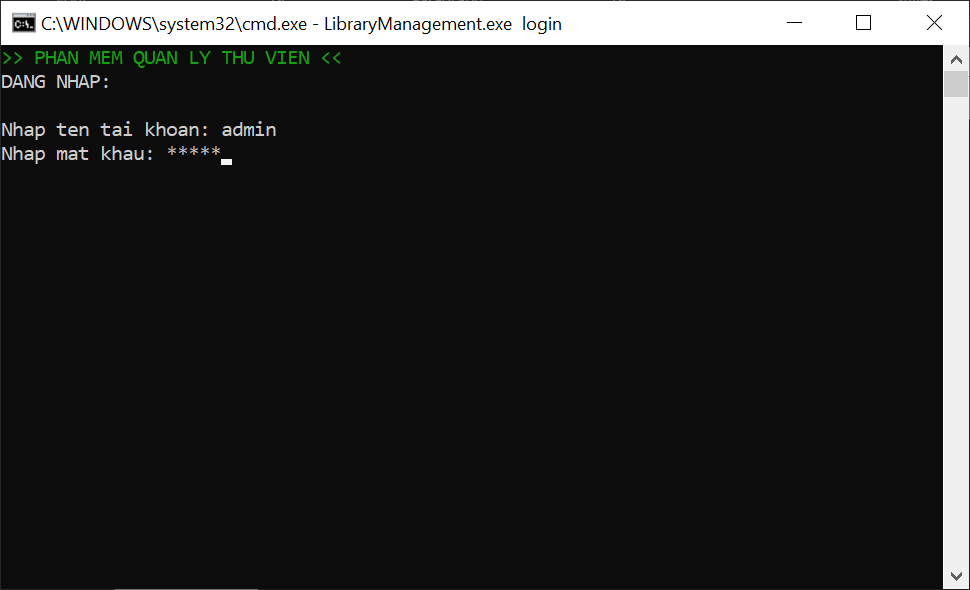 C:\WINDOWS\system32\cmd.exe - LibraryManagement.exe  login
>> PHAN MEM QUAN LY THU VIEN <<
DANG NHAP:
Nhap ten tai khoan: admin
Nhap mat khau: *****